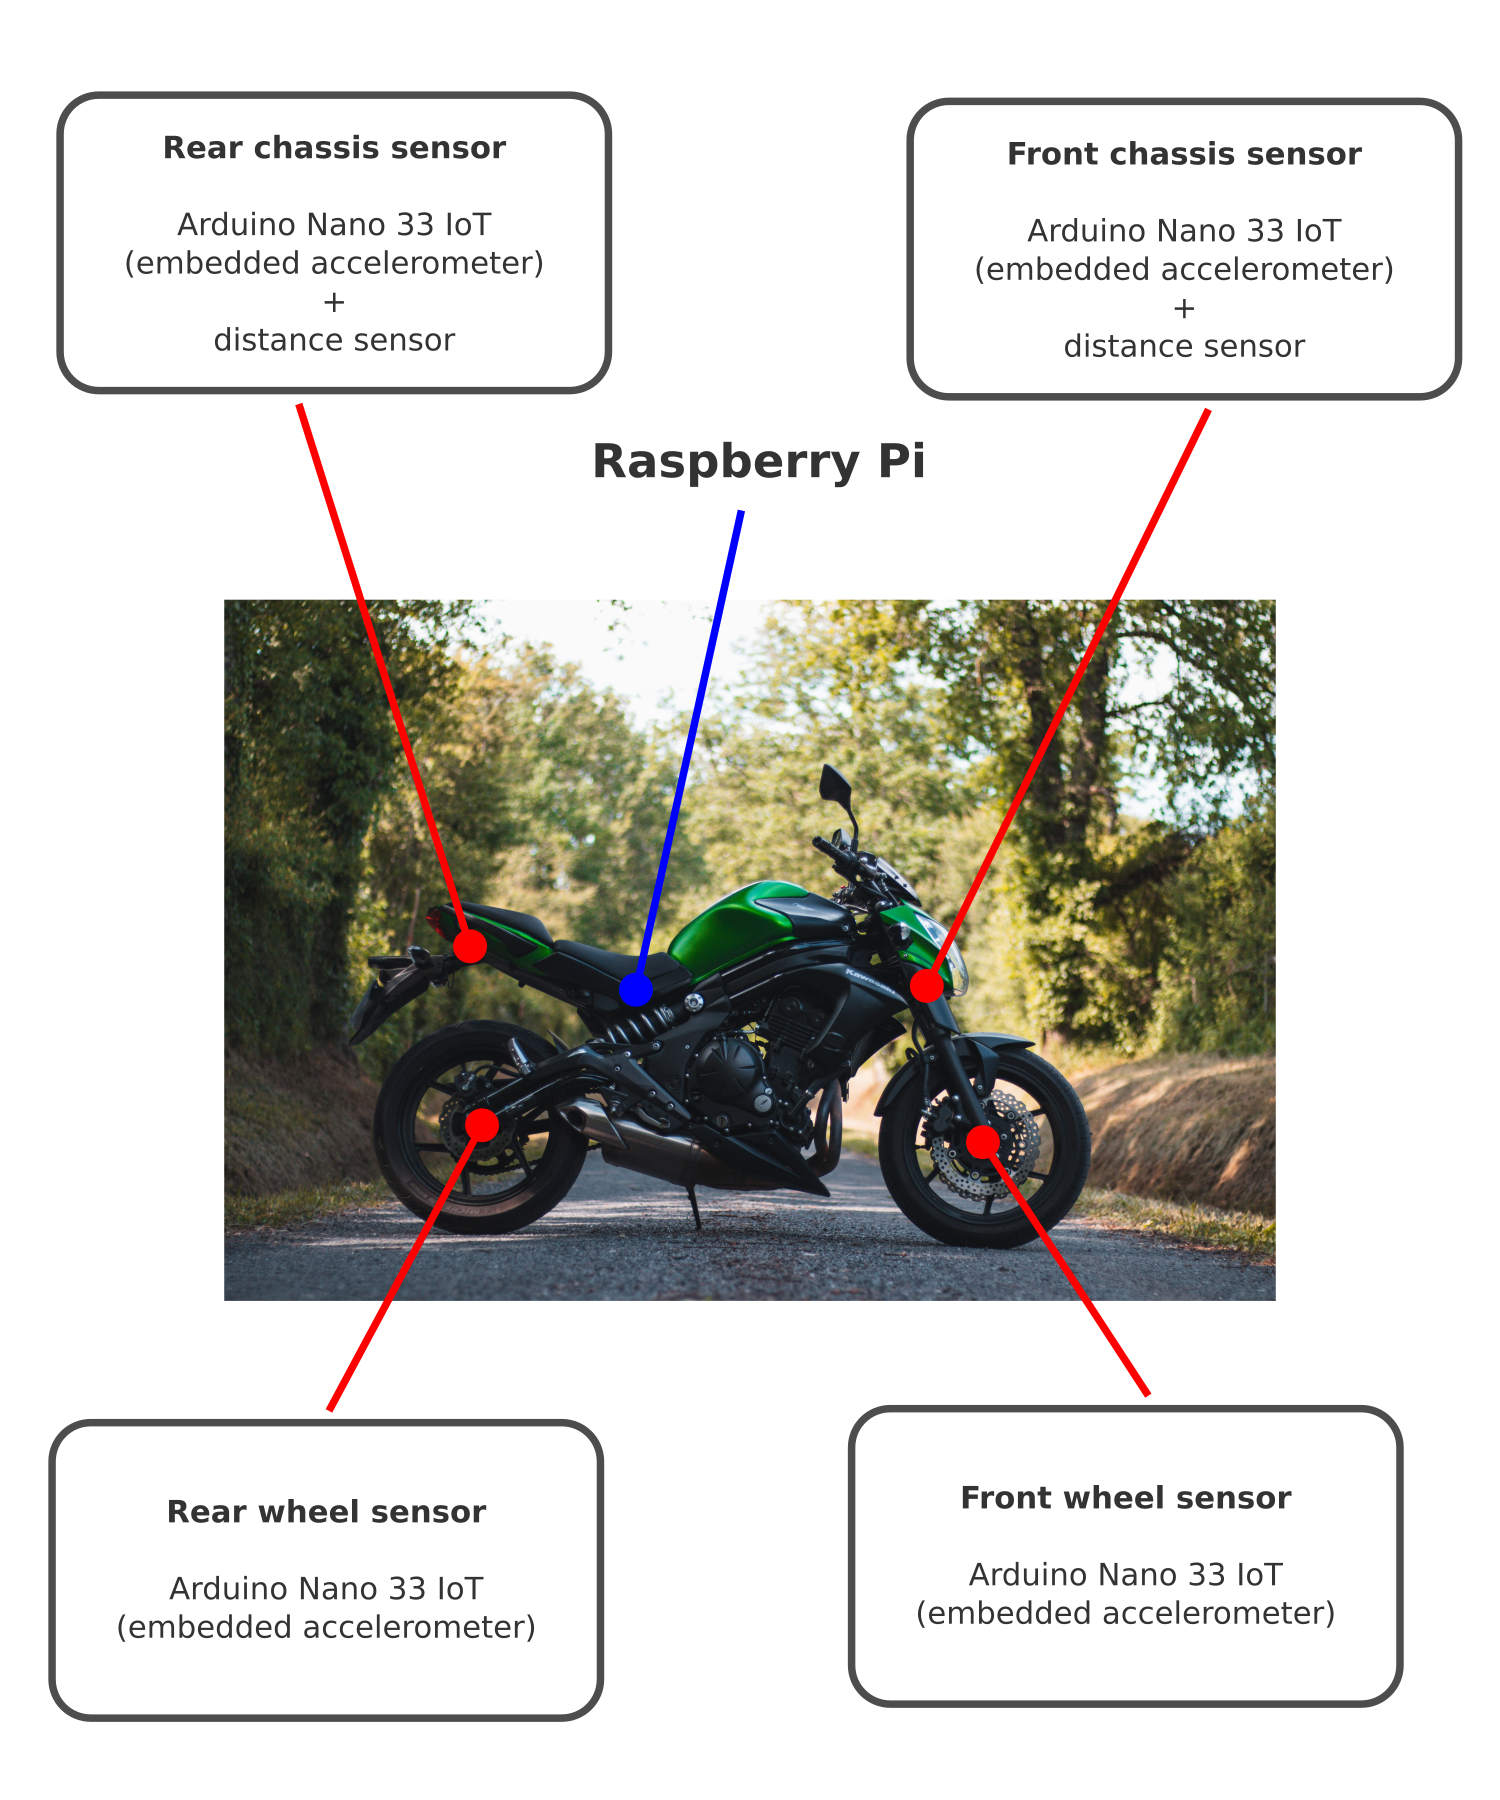 Rear chassis sensor
Arduino Nano 33 IoT
(embedded accelerometer)
+
distance sensor
Front chassis sensor
Arduino Nano 33 IoT
(embedded accelerometer)
+
distance sensor
Raspberry Pi
Kawasaki
Rear wheel sensor
Arduino Nano 33 IoT
(embedded accelerometer)
Front wheel sensor
Arduino Nano 33 IoT
(embedded accelerometer)